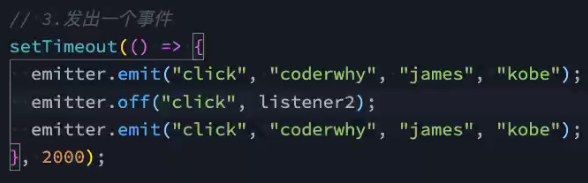 // 3.发出一个事件
setTimeout(() => {
  emitter.emit("click", "coderwhy", "james", "kobe");
  emitter.off("click", listener2);
  emitter.emit("click", "coderwhy", "james", "kobe");
}, 2000);